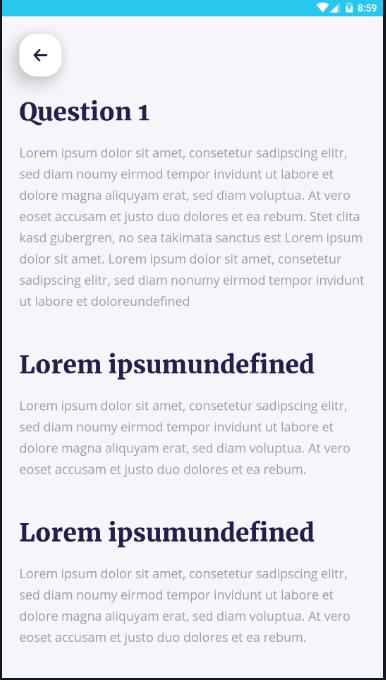 8:59
Question 1
Lorem ipsum dolor sit amet, consetetur sadipscing elitr,
sed diam noumy eirmod tempor invidunt ut labore et
dolore magna aliquyam erat, sed diam voluptua. At vero
eoset accusam et justo duo dolores et ea rebum. Stet clita
kasd gubergren, no sea takimata sanctus est Lorem ipsum
dolor sit amet. Lorem ipsum dolor sit amet, consetetur
sadipscing elitr, sed diam nonumy eirmod tempor invidunt
ut labore et doloreundefined
Lorem ipsumundefined
Lorem ipsum dolor sit amet, consetetur sadipscing elitr,
sed diam noumy eirmod tempor invidunt ut labore et
dolore magna aliquyam erat, sed diam voluptua. At vero
eoset accusam et justo duo dolores et ea rebum.
Lorem ipsumundefined
Lorem ipsum dolor sit amet, consetetur sadipscing elitr,
sed diam noumy eirmod tempor invidunt ut labore et
dolore magna aliquyam erat, sed diam voluptua. At vero
eoset accusam et justo duo dolores et ea rebum.